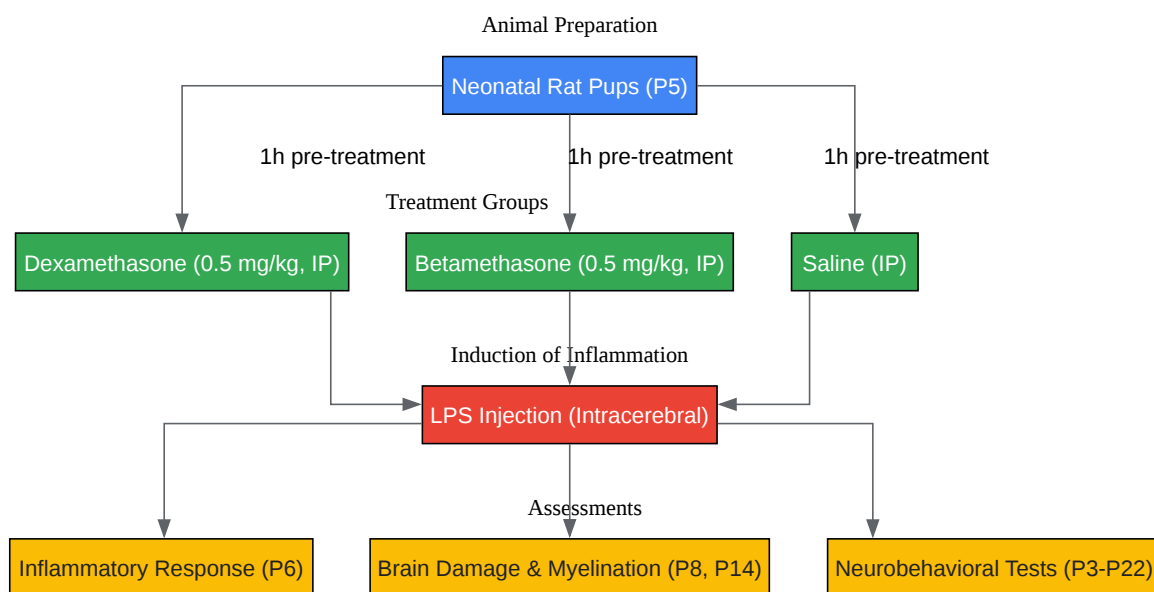 Animal Preparation
Neonatal Rat Pups (P5)
1h pre-treatment
1h pre-treatment
1h pre-treatment
Treatment Groups
Dexamethasone (0.5 mg/kg, IP)
Betamethasone (0.5 mg/kg, IP)
Saline (IP)
Induction of Inflammation
LPS Injection (Intracerebral)
Assessments
Inflammatory Response (P6)
Brain Damage & Myelination (P8, P14)
Neurobehavioral Tests (P3-P22)